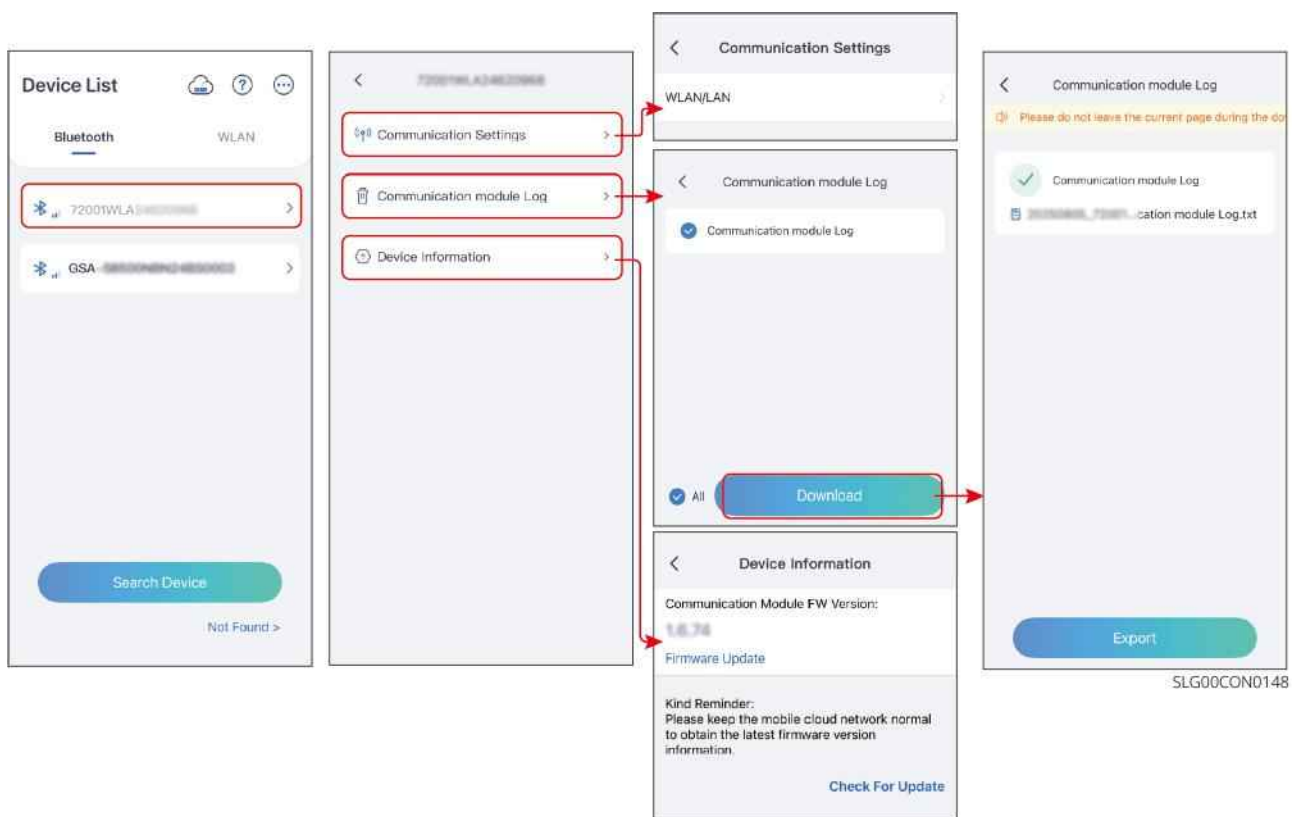 Device List
Bluetooth
WLAN
72001WLA
GSA
Search Device
Not Found >
Communication Settings
Communication module Log
Device Information
Communication Settings
WLAN/LAN
Communication module Log
Communication module Log
All
Download
Device Information
Communication Module FW Version:
1.6.74
Firmware Update
Kind Reminder:
Please keep the mobile cloud network normal
to obtain the latest firmware version
information.
Check For Update
Communication module Log
Please do not leave the current page during the do
Communication module Log
cation module Log.txt
Export
SLG00CON0148